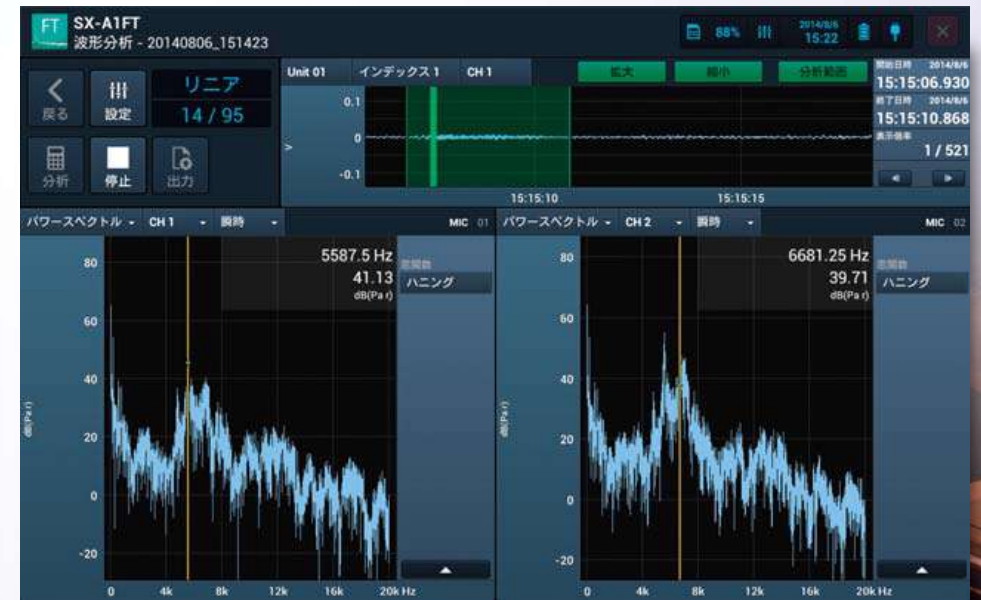 FT SX-A1FT
波形分析 - 20140806_151423
88%
2014/8/6
15:22
戻る
設定
リニア
14 / 95
分析
停止
出力
Unit 01 インデックス 1 CH 1
拡大 縮小 分析範囲
0.1
0
-0.1
>
15:15:10 15:15:15
開始日時 2014/8/6
15:15:06.930
終了日時 2014/8/6
15:15:10.868
表示倍率
1 / 521
パワースペクトル CH 1 瞬時 MIC 01
5587.5 Hz
41.13
dB(Pa r)
窓関数
ハニング
80
60
40
20
0
-20
dB(Pa r)
0 4k 8k 12k 16k 20k Hz
パワースペクトル CH 2 瞬時 MIC 02
6681.25 Hz
39.71
dB(Pa r)
窓関数
ハニング
80
60
40
20
0
-20
dB(Pa r)
0 4k 8k 12k 16k 20k Hz